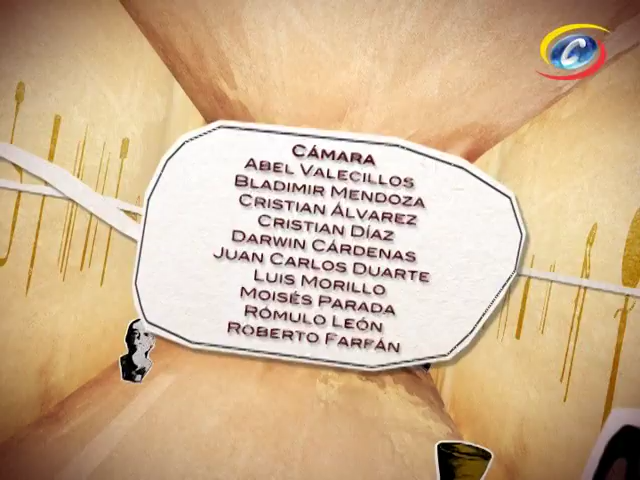 CÁMARA
ABEL VALECILLOS
BLADIMIR MENDOZA
CRISTIAN ÁLVAREZ
CRISTIAN DÍAZ
DARWIN CÁRDENAS
JUAN CARLOS DUARTE
LUIS MORILLO
MOISÉS PARADA
RÓMULO LEÓN
ROBERTO FARFÁN
C